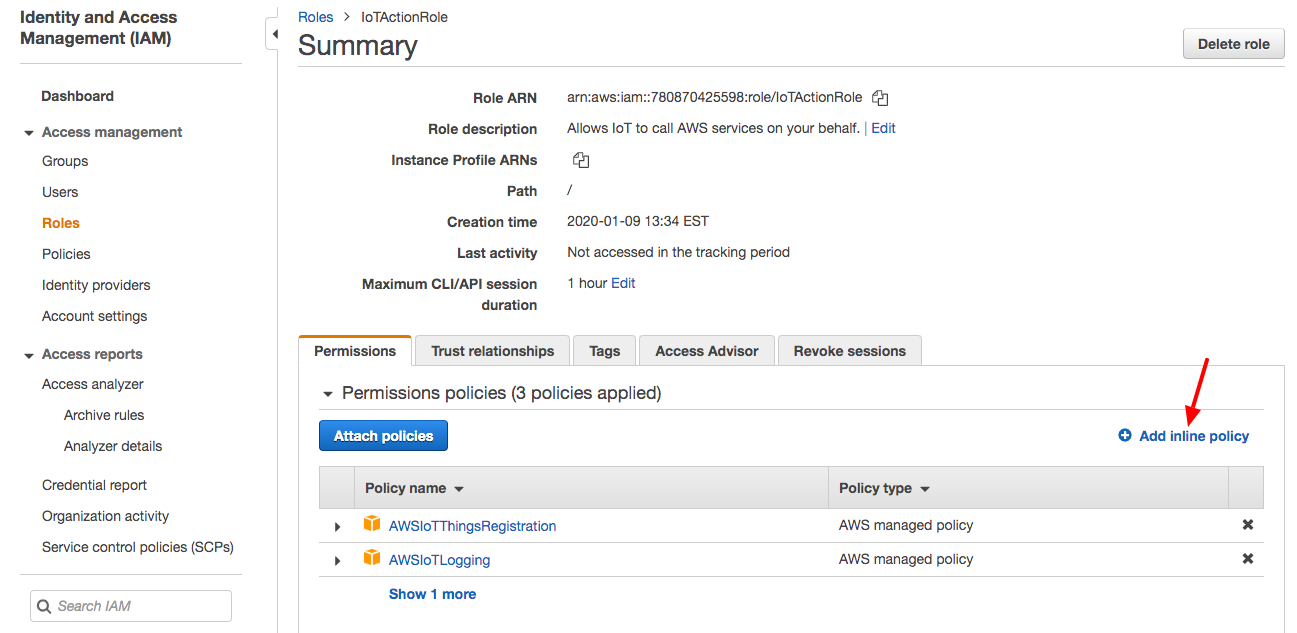 Identity and Access
Management (IAM)
Dashboard
Access management
Groups
Users
Roles
Policies
Identity providers
Account settings
Access reports
Access analyzer
Archive rules
Analyzer details
Credential report
Organization activity
Service control policies (SCPs)
Search IAM
Roles > IoTActionRole
Summary
Delete role
Role ARN arn:aws:iam::780870425598:role/IoTActionRole
Role description Allows IoT to call AWS services on your behalf. | Edit
Instance Profile ARNs
Path /
Creation time 2020-01-09 13:34 EST
Last activity Not accessed in the tracking period
Maximum CLI/API session 1 hour Edit
duration
Permissions Trust relationships Tags Access Advisor Revoke sessions
Permissions policies (3 policies applied)
Attach policies Add inline policy
Policy name Policy type
AWSIoTThingsRegistration AWS managed policy
AWSIoTLogging AWS managed policy
Show 1 more